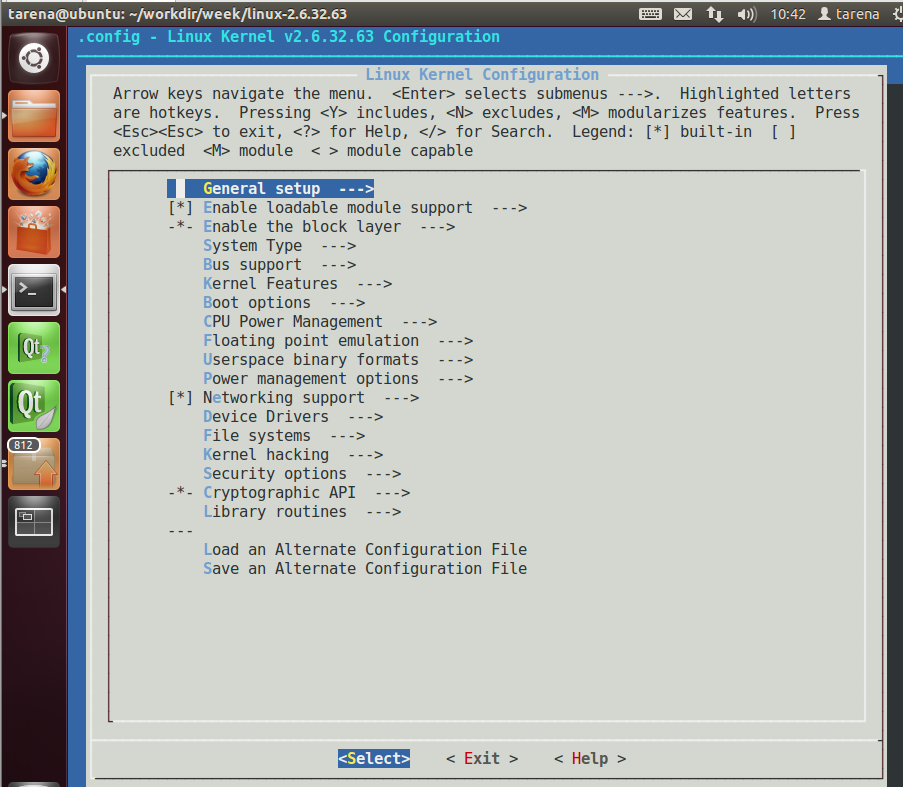 tarena@ubuntu: ~/workdir/week/linux-2.6.32.63
10:42 tarena
.config - Linux Kernel v2.6.32.63 Configuration
Linux Kernel Configuration
Arrow keys navigate the menu.  <Enter> selects submenus --->.  Highlighted letters
are hotkeys.  Pressing <Y> includes, <N> excludes, <M> modularizes features.  Press
<Esc><Esc> to exit, <?> for Help, </> for Search.  Legend: [*] built-in  [ ]
excluded  <M> module  < > module capable
General setup  --->
[*] Enable loadable module support  --->
-*- Enable the block layer  --->
System Type  --->
Bus support  --->
Kernel Features  --->
Boot options  --->
CPU Power Management  --->
Floating point emulation  --->
Userspace binary formats  --->
Power management options  --->
[*] Networking support  --->
Device Drivers  --->
File systems  --->
Kernel hacking  --->
Security options  --->
-*- Cryptographic API  --->
Library routines  --->
---
Load an Alternate Configuration File
Save an Alternate Configuration File
<Select>    < Exit >    < Help >
>_
Qt?
Qt
812